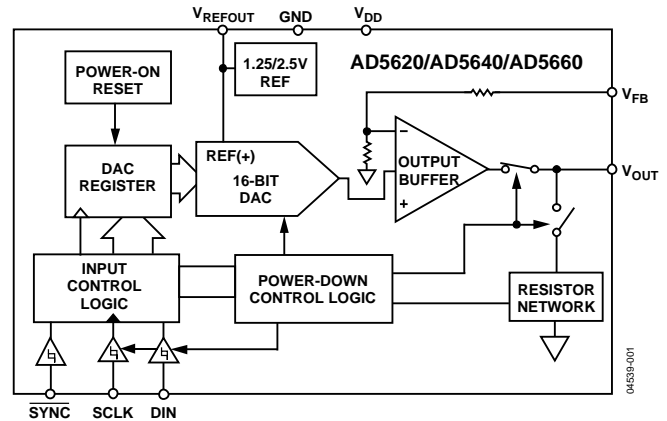 VREFOUT
GND
VDD
POWER-ON
RESET
1.25/2.5V
REF
AD5620/AD5640/AD5660
VFB
DAC
REGISTER
REF(+)
16-BIT
DAC
–
OUTPUT
BUFFER
+
VOUT
INPUT
CONTROL
LOGIC
POWER-DOWN
CONTROL LOGIC
RESISTOR
NETWORK
SYNC
SCLK
DIN
04539-001